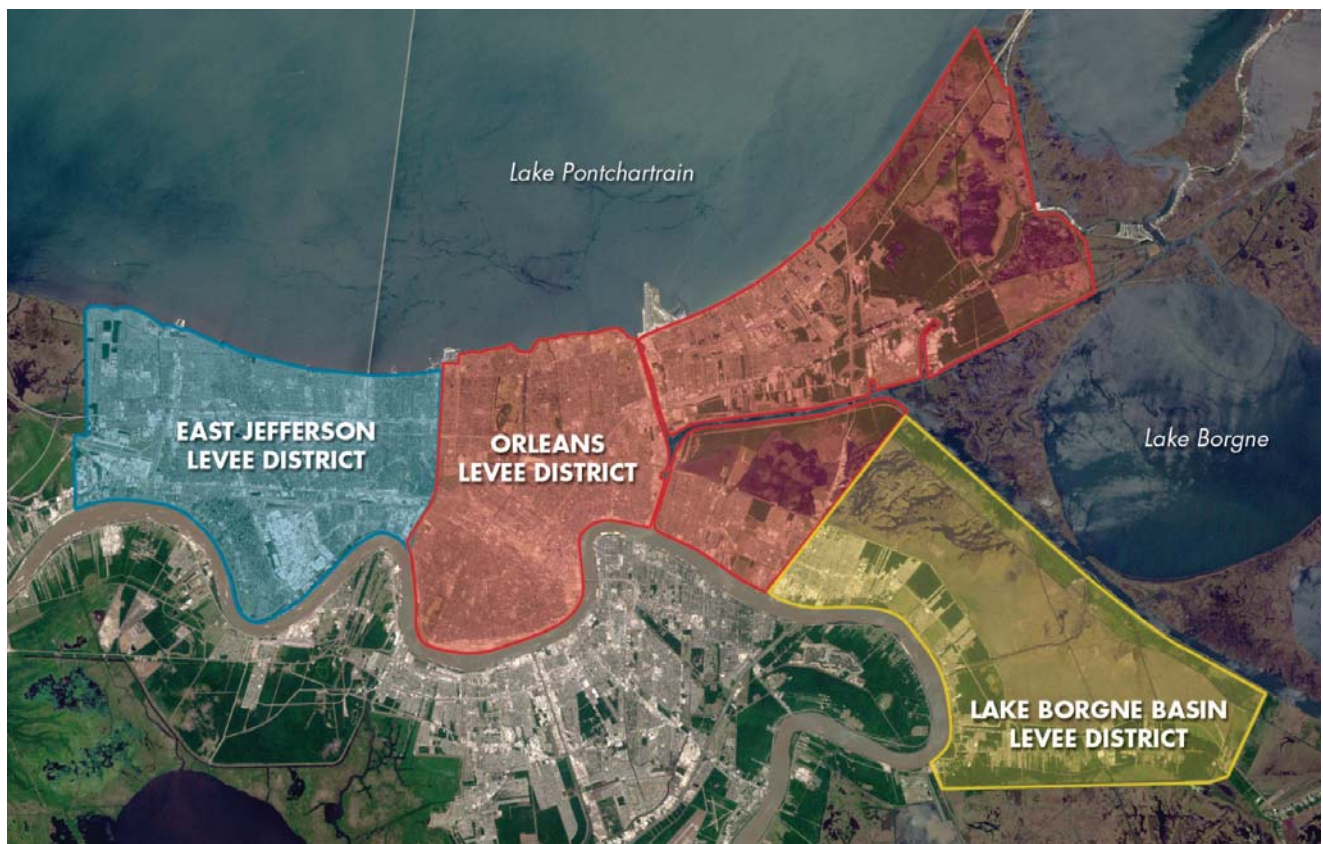 Lake Pontchartrain
EAST JEFFERSON
LEVEE DISTRICT
ORLEANS
LEVEE DISTRICT
Lake Borgne
LAKE BORGNE BASIN
LEVEE DISTRICT